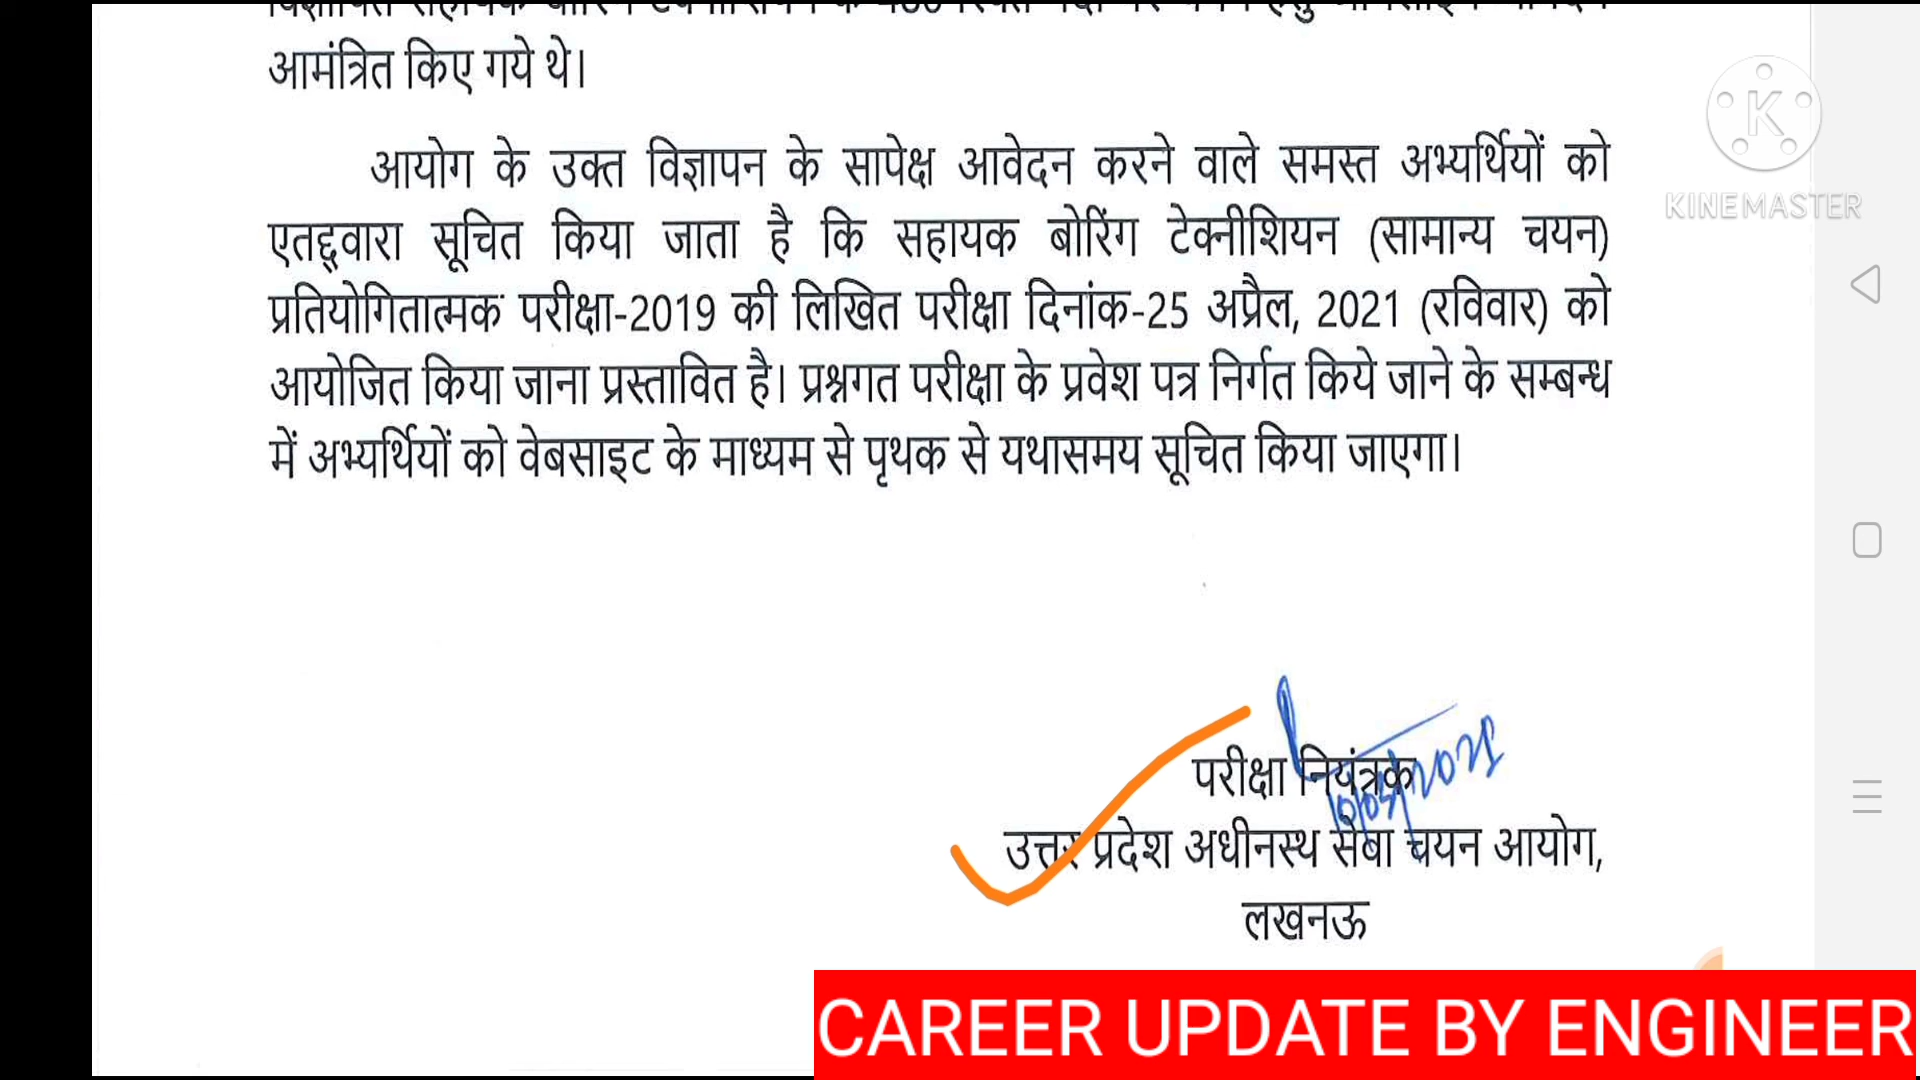 आमंत्रित किए गये थे।
आयोग के उक्त विज्ञापन के सापेक्ष आवेदन करने वाले समस्त अभ्यर्थियों को
एतद्द्वारा सूचित किया जाता है कि सहायक बोरिंग टेक्नीशियन (सामान्य चयन)
प्रतियोगितात्मक परीक्षा-2019 की लिखित परीक्षा दिनांक-25 अप्रैल, 2021 (रविवार) को
आयोजित किया जाना प्रस्तावित है। प्रश्नगत परीक्षा के प्रवेश पत्र निर्गत किये जाने के सम्बन्ध
में अभ्यर्थियों को वेबसाइट के माध्यम से पृथक से यथासमय सूचित किया जाएगा।
K
KINEMASTER
परीक्षा नियंत्रक
उत्तर प्रदेश अधीनस्थ सेवा चयन आयोग,
लखनऊ
CAREER UPDATE BY ENGINEER